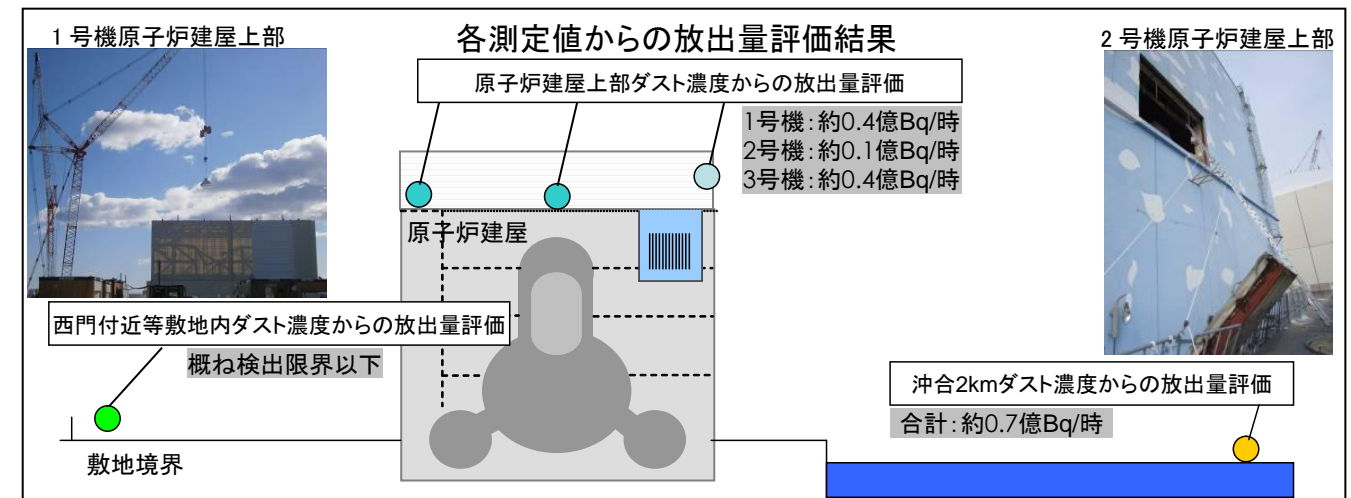 各測定値からの放出量評価結果
1号機原子炉建屋上部
2号機原子炉建屋上部
原子炉建屋上部ダスト濃度からの放出量評価
1号機:約0.4億Bq/時
2号機:約0.1億Bq/時
3号機:約0.4億Bq/時
原子炉建屋
西門付近等敷地内ダスト濃度からの放出量評価
概ね検出限界以下
沖合2kmダスト濃度からの放出量評価
合計:約0.7億Bq/時
敷地境界